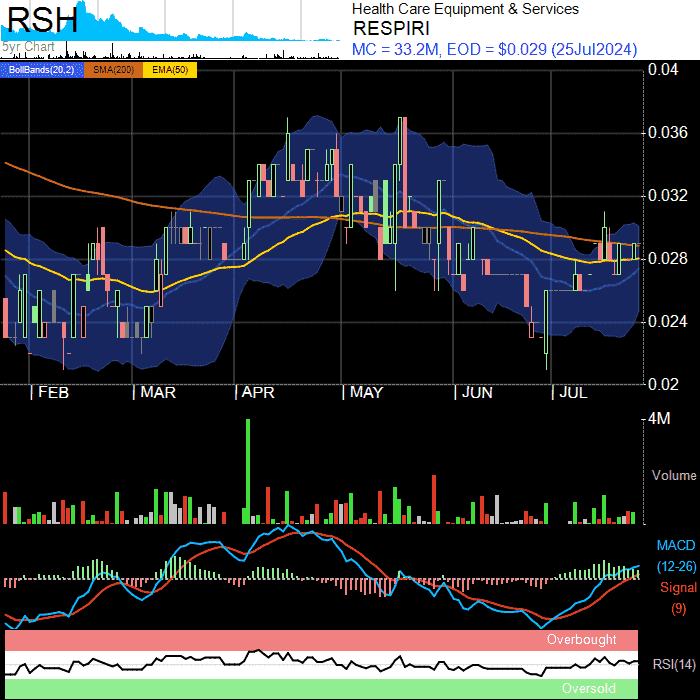 RSH
5yr Chart
Health Care Equipment & Services
RESPIRI
MC = 33.2M, EOD = $0.029 (25Jul2024)
BollBands(20,2) SMA(200) EMA(50)
0.04
0.036
0.032
0.028
0.024
0.02
FEB MAR APR MAY JUN JUL
4M
Volume
MACD
(12-26)
Signal
(9)
Overbought
RSI(14)
Oversold